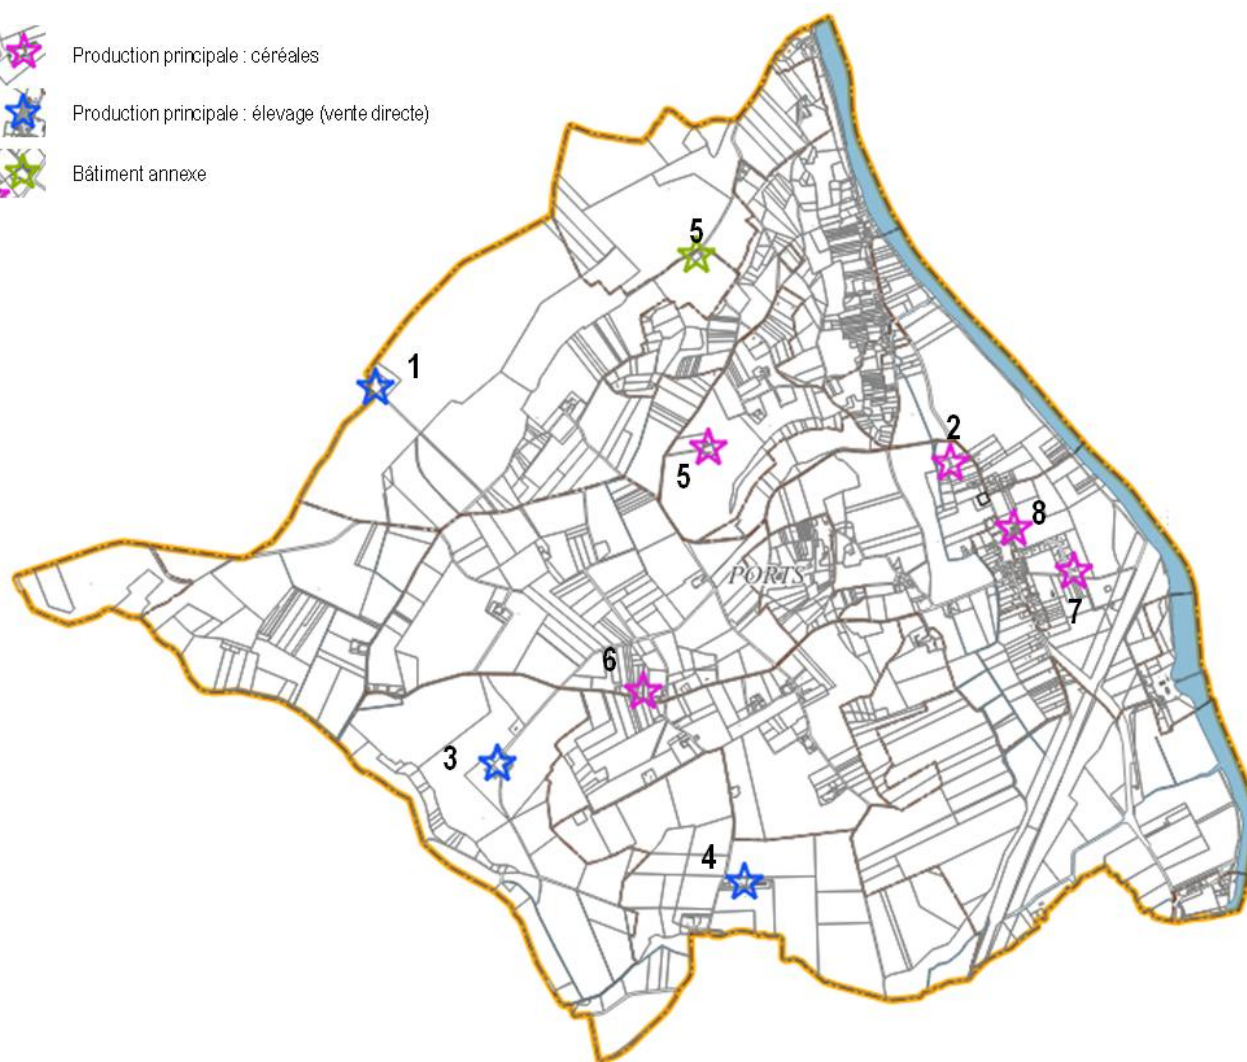 Production principale : céréales
Production principale : élevage (vente directe)
Bâtiment annexe
5
1
2
5
8
PORTS
7
6
3
4